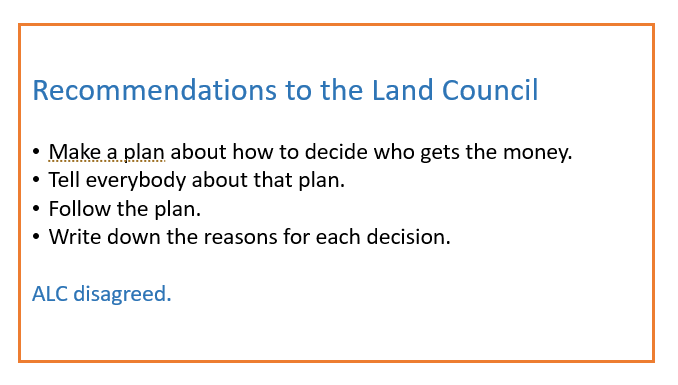 Recommendations to the Land Council
• Make a plan about how to decide who gets the money.
• Tell everybody about that plan.
• Follow the plan.
• Write down the reasons for each decision.
ALC disagreed.